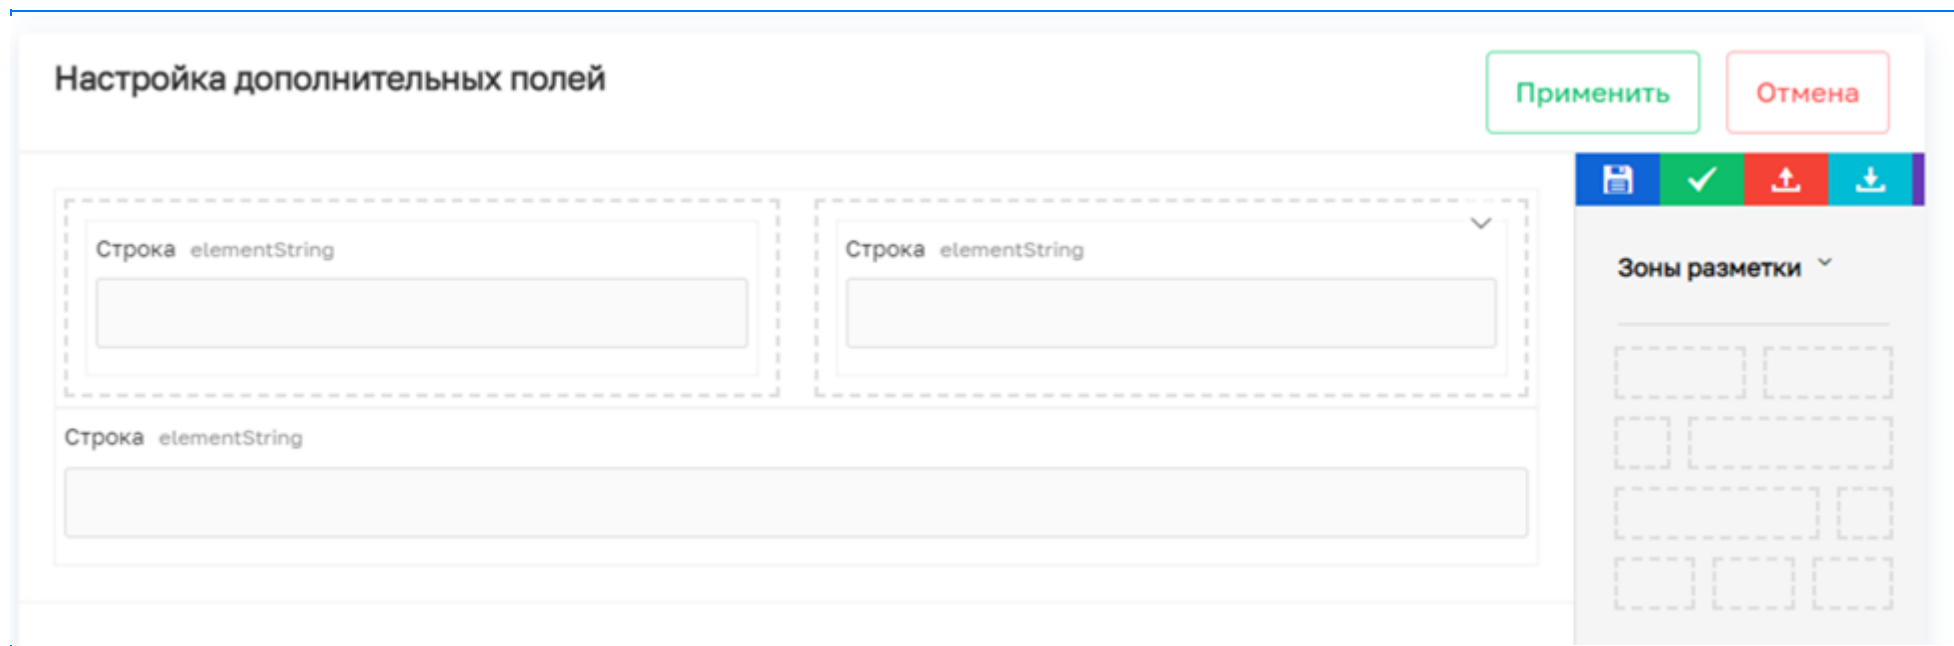 Настройка дополнительных полей
Применить
Отмена
Строка elementString
Строка elementString
Зоны разметки
Строка elementString